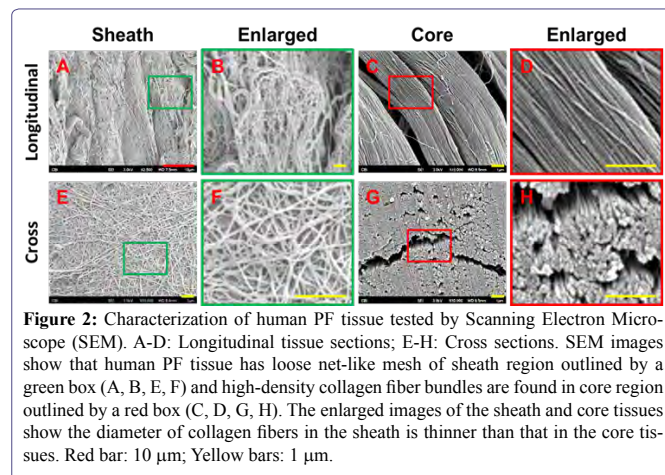 Sheath Enlarged Core Enlarged
Longitudinal
A B C D
Cross
E F G H
Figure 2: Characterization of human PF tissue tested by Scanning Electron Micro-
scope (SEM). A-D: Longitudinal tissue sections; E-H: Cross sections. SEM images
show that human PF tissue has loose net-like mesh of sheath region outlined by a
green box (A, B, E, F) and high-density collagen fiber bundles are found in core region
outlined by a red box (C, D, G, H). The enlarged images of the sheath and core tissues
show the diameter of collagen fibers in the sheath is thinner than that in the core tis-
sues. Red bar: 10 μm; Yellow bars: 1 μm.